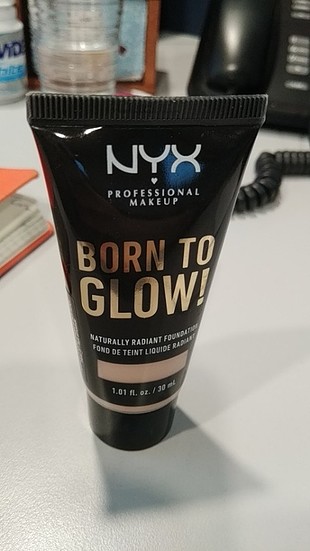 NYX
PROFESSIONAL
MAKEUP
BORN TO
GLOW!
NATURALLY RADIANT FOUNDATION
FOND DE TEINT LIQUIDE RADIANT
1.01 fl. oz. / 30 mL